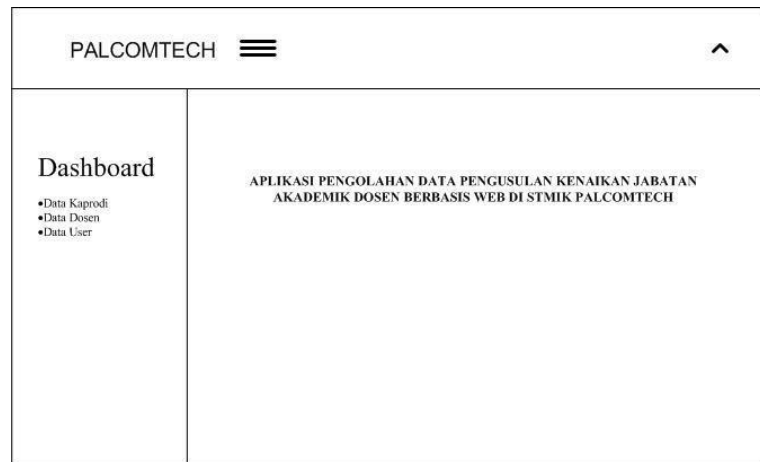 PALCOMTECH
Dashboard
•Data Kaprodi
•Data Dosen
•Data User
APLIKASI PENGOLAHAN DATA PENGUSULAN KENAIKAN JABATAN
AKADEMIK DOSEN BERBASIS WEB DI STMIK PALCOMTECH